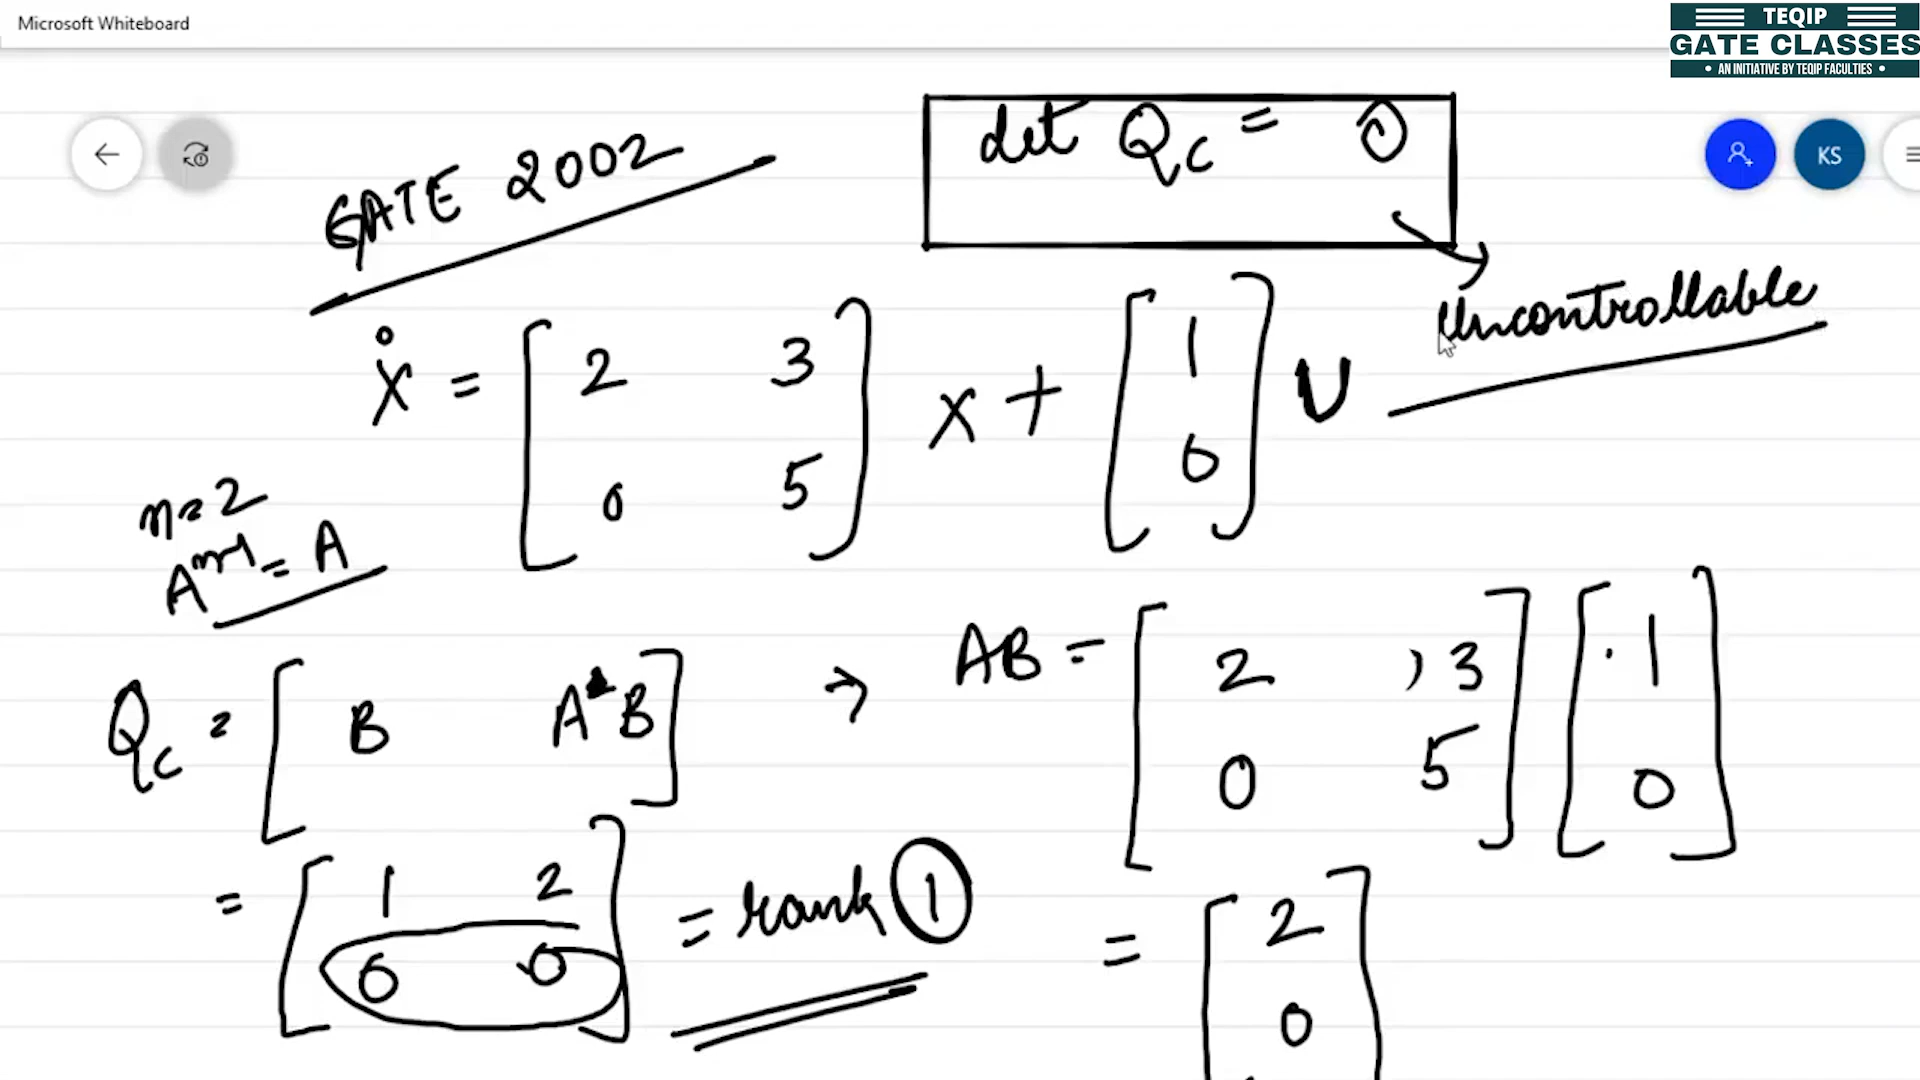 Microsoft Whiteboard
TEQIP
GATE CLASSES
• AN INITIATIVE BY TEQIP FACULTIES •
KS
GATE 2002
det Qc = 0
Uncontrollable
ẋ = [2 3; 0 5] x + [1; 0] U
n=2
Aⁿ⁻¹ = A
Qc = [B A B] → AB = [2 , 3; 0 5] [1; 0]
= [1 2; 0 0] = rank 1
= [2; 0]